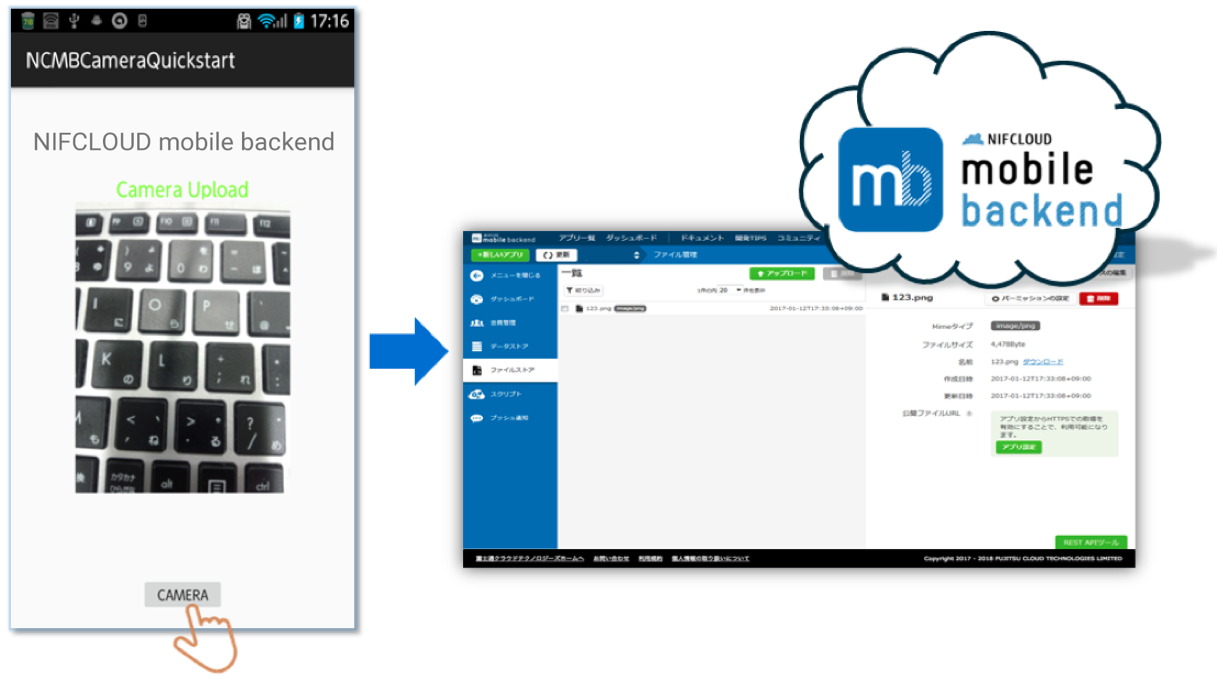 78
17:16
NCMBCameraQuickstart
NIFCLOUD mobile backend
Camera Upload
F10
F11
F12
I
O
P
K
L
alt
ctrl
CAMERA
mb
NIFCLOUD
mobile
backend
mobile backend
アプリ一覧 ダッシュボード ドキュメント 開発TIPS コミュニティ
+新しいアプリ
更新
ファイル管理
メニューを閉じる
ダッシュボード
会員管理
データストア
ファイルストア
スクリプト
プッシュ通知
一覧
アップロード
削除
絞り込み
20
件ずつ表示
123.png image/png
2017-01-12T17:33:08+09:00
の編集
123.png
パーミッションの設定
削除
Mimeタイプ image/png
ファイルサイズ 4,478Byte
名前 123.png ダウンロード
作成日時 2017-01-12T17:33:08+09:00
更新日時 2017-01-12T17:33:08+09:00
公開ファイルURL
アプリ設定からHTTPSでの取得を
有効にすることで、利用可能になり
ます。
アプリ設定
REST APIツール
富士通クラウドテクノロジーズホームへ お問い合わせ 利用規約 個人情報の取り扱いについて
Copyright 2017 - 2018 FUJITSU CLOUD TECHNOLOGIES LIMITED